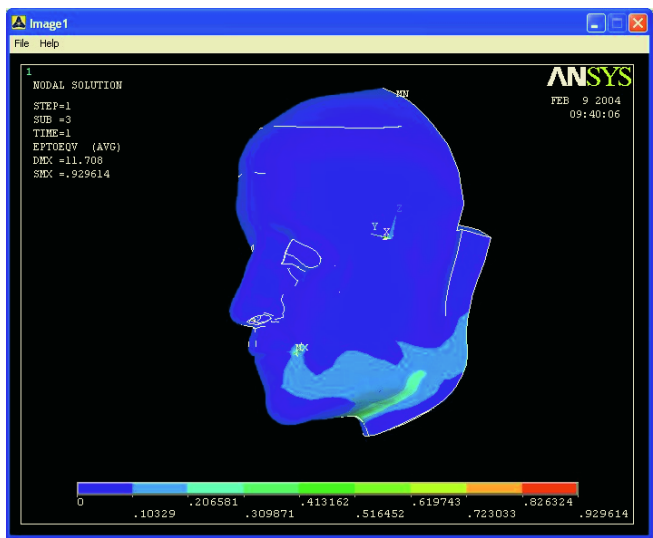 Image1
File Help
1
NODAL SOLUTION
STEP=1
SUB =3
TIME=1
EPTOEQV (AVG)
DMX =11.708
SMX =.929614
ANSYS
FEB 9 2004
09:40:06
MN
Z
Y
X
MX
0 .206581 .413162 .619743 .826324
.10329 .309871 .516452 .723033 .929614